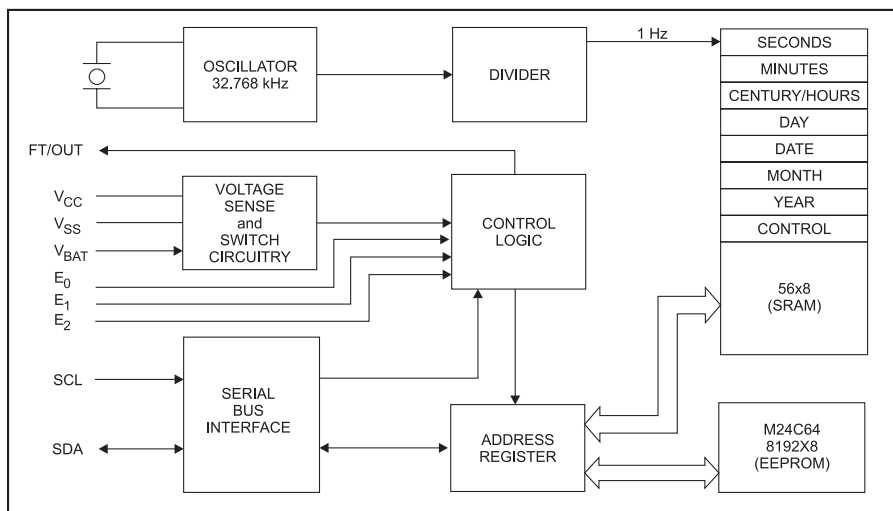 OSCILLATOR
32.768 kHz
DIVIDER
1 Hz
SECONDS
MINUTES
CENTURY/HOURS
DAY
DATE
MONTH
YEAR
CONTROL
56x8
(SRAM)
FT/OUT
VCC
VSS
VBAT
VOLTAGE
SENSE
and
SWITCH
CIRCUITRY
CONTROL
LOGIC
E0
E1
E2
SCL
SDA
SERIAL
BUS
INTERFACE
ADDRESS
REGISTER
M24C64
8192X8
(EEPROM)